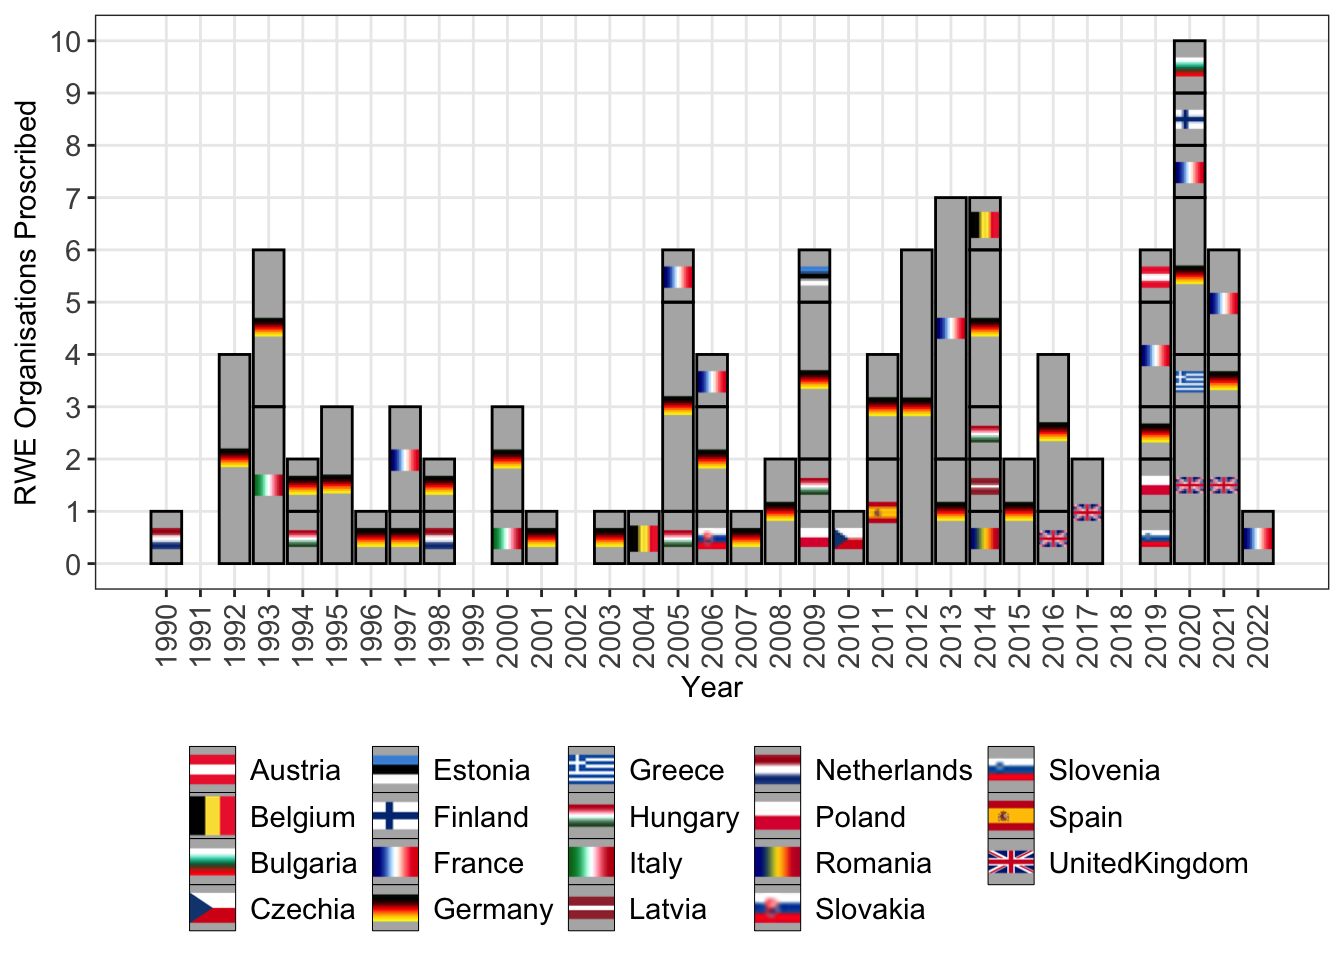 RWE Organisations Proscribed
10
9
8
7
6
5
4
3
2
1
0
1990 1991 1992 1993 1994 1995 1996 1997 1998 1999 2000 2001 2002 2003 2004 2005 2006 2007 2008 2009 2010 2011 2012 2013 2014 2015 2016 2017 2018 2019 2020 2021 2022
Year
Austria Estonia Greece Netherlands Slovenia
Belgium Finland Hungary Poland Spain
Bulgaria France Italy Romania UnitedKingdom
Czechia Germany Latvia Slovakia